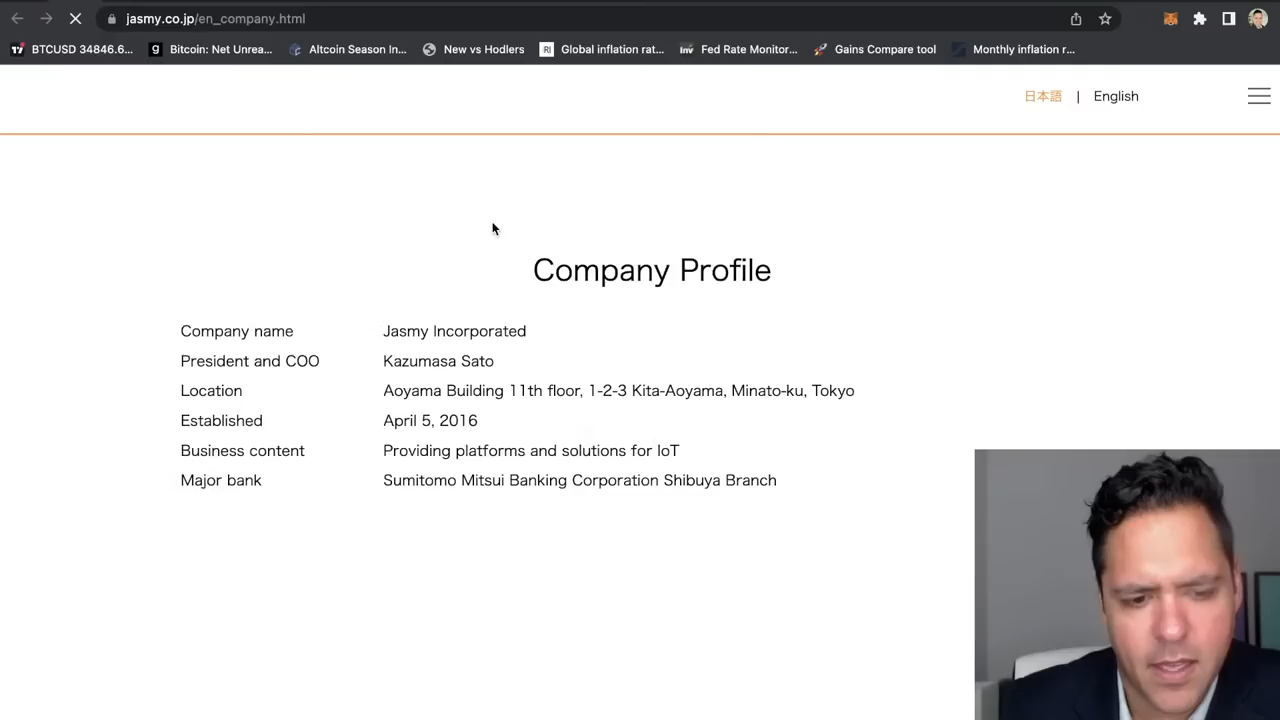 jasmy.co.jp/en_company.html
BTCUSD 34846.6... Bitcoin: Net Unrea... Altcoin Season In... New vs Hodlers RI Global inflation rat... Inv Fed Rate Monitor... Gains Compare tool Monthly inflation r...
日本語 | English
Company Profile
Company name Jasmy Incorporated
President and COO Kazumasa Sato
Location Aoyama Building 11th floor, 1-2-3 Kita-Aoyama, Minato-ku, Tokyo
Established April 5, 2016
Business content Providing platforms and solutions for IoT
Major bank Sumitomo Mitsui Banking Corporation Shibuya Branch